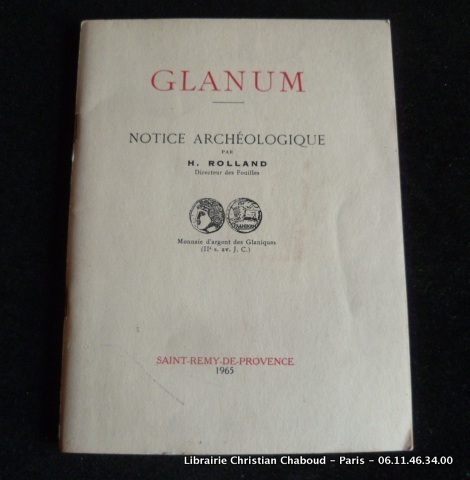 GLANUM
NOTICE ARCHÉOLOGIQUE
PAR
H. ROLLAND
Directeur des Fouilles
Monnaie d'argent des Glaniques
(IIe s. av. J. C.)
SAINT-REMY-DE-PROVENCE
1965
Librairie Christian Chaboud - Paris - 06.11.46.34.00